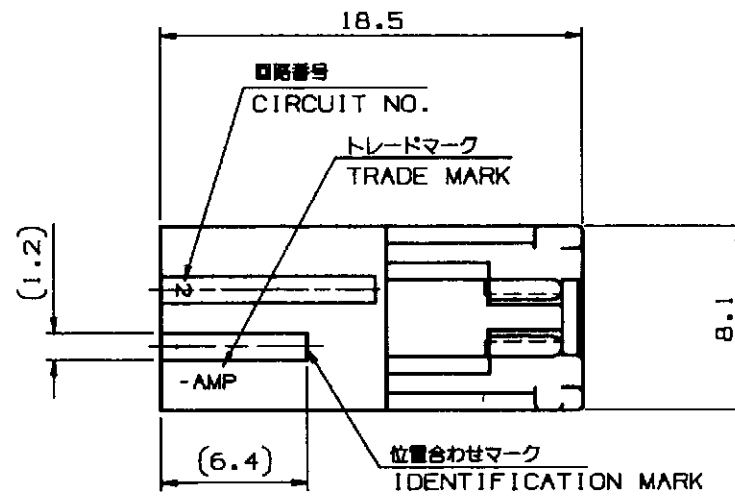 18.5
回路番号
CIRCUIT NO.
トレードマーク
TRADE MARK
(1.2)
2
8.1
-AMP
(6.4)
位置合わせマーク
IDENTIFICATION MARK